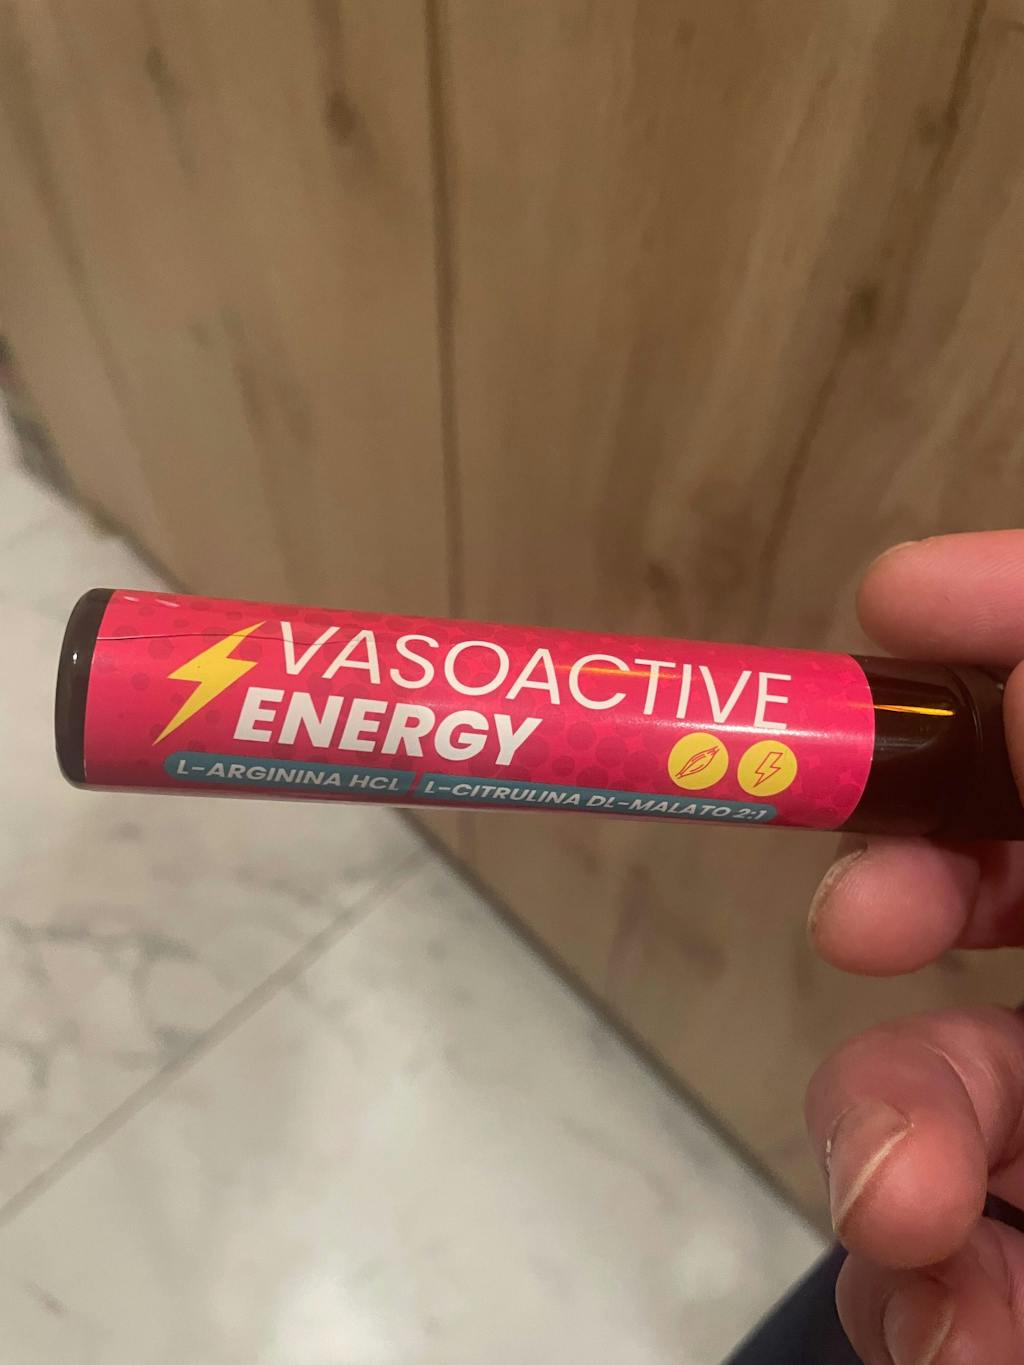 VASOACTIVE
ENERGY
L-ARGININA HCL L-CITRULINA DL-MALATO 2:1